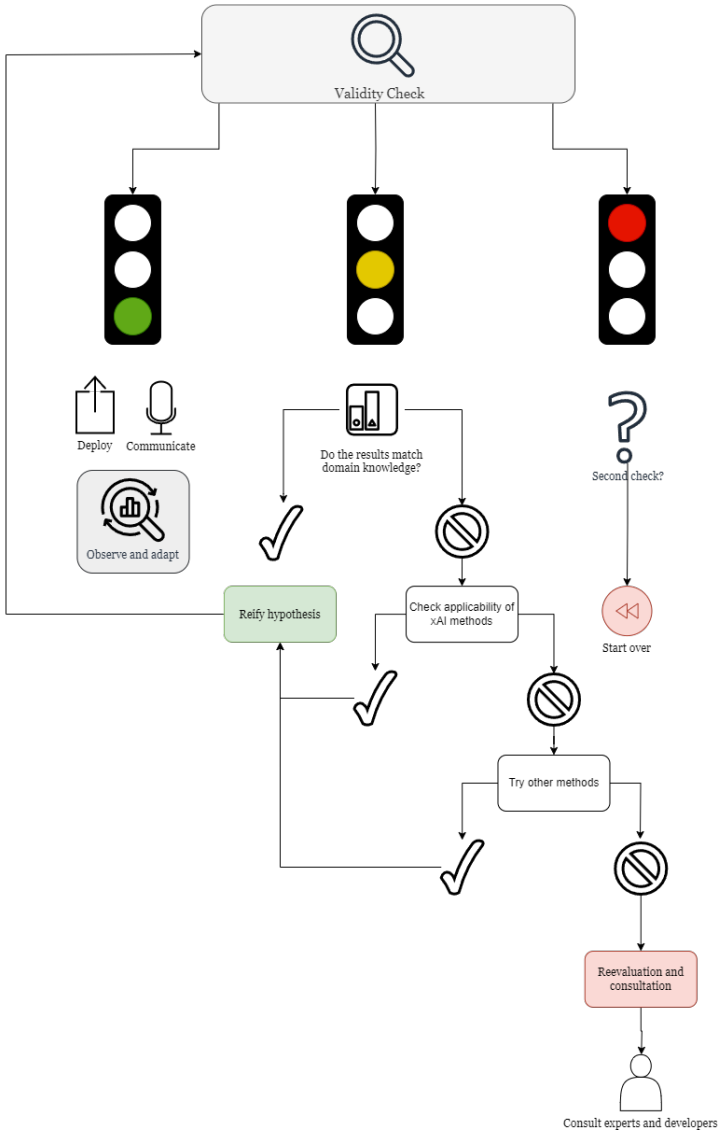 Validity Check
Deploy
Communicate
Do the results match
domain knowledge?
Second check?
Observe and adapt
Reify hypothesis
Check applicability of
xAI methods
Start over
Try other methods
Reevaluation and
consultation
Consult experts and developers